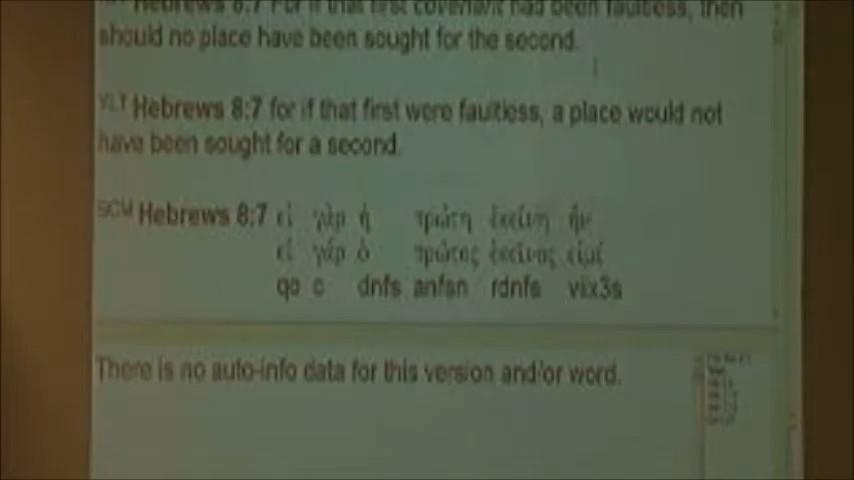 Hebrews 8:7 For if that first covenant had been faultless, then
should no place have been sought for the second.
YLT Hebrews 8:7 for if that first were faultless, a place would not
have been sought for a second.
SCM Hebrews 8:7 εἰ γὰρ ἡ πρώτη ἐκείνη ἦν
εἰ γάρ ὁ πρῶτος ἐκεῖνος εἰμί
qo c dnfs anfsn rdnfs vix3s
There is no auto-info data for this version and/or word.